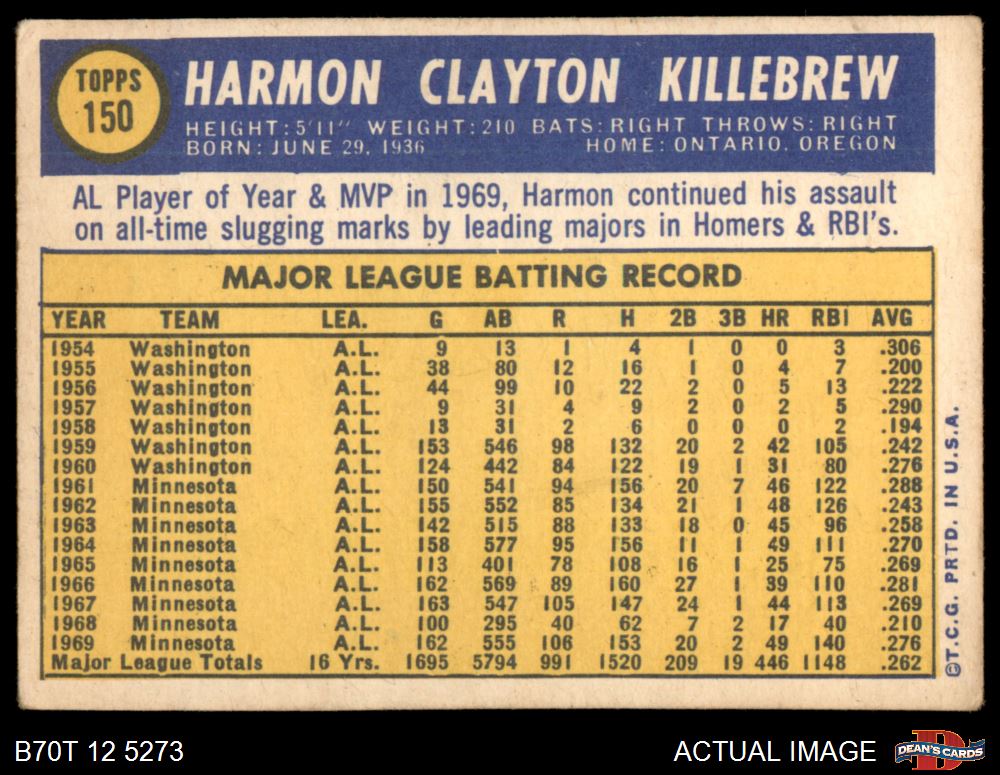 TOPPS
150
HARMON CLAYTON KILLEBREW
HEIGHT: 5'11" WEIGHT: 210 BATS: RIGHT THROWS: RIGHT
BORN: JUNE 29, 1936 HOME: ONTARIO, OREGON
AL Player of Year & MVP in 1969, Harmon continued his assault
on all-time slugging marks by leading majors in Homers & RBI's.
MAJOR LEAGUE BATTING RECORD
YEAR TEAM LEA. G AB R H 2B 3B HR RBI AVG
1954 Washington A.L. 9 13 1 4 1 0 0 3 .306
1955 Washington A.L. 38 80 12 16 1 0 4 7 .200
1956 Washington A.L. 44 99 10 22 2 0 5 13 .222
1957 Washington A.L. 9 31 4 9 2 0 2 5 .290
1958 Washington A.L. 13 31 2 6 0 0 0 2 .194
1959 Washington A.L. 153 546 98 132 20 2 42 105 .242
1960 Washington A.L. 124 442 84 122 19 1 31 80 .276
1961 Minnesota A.L. 150 541 94 156 20 7 46 122 .288
1962 Minnesota A.L. 155 552 85 134 21 1 48 126 .243
1963 Minnesota A.L. 142 515 88 133 18 0 45 96 .258
1964 Minnesota A.L. 158 577 95 156 11 1 49 111 .270
1965 Minnesota A.L. 113 401 78 108 16 1 25 75 .269
1966 Minnesota A.L. 162 569 89 160 27 1 39 110 .281
1967 Minnesota A.L. 163 547 105 147 24 1 44 113 .269
1968 Minnesota A.L. 100 295 40 62 7 2 17 40 .210
1969 Minnesota A.L. 162 555 106 153 20 2 49 140 .276
Major League Totals 16 Yrs. 1695 5794 991 1520 209 19 446 1148 .262
©T.C.G. PRTD. IN U.S.A.
B70T 12 5273
ACTUAL IMAGE
DEAN'S CARDS